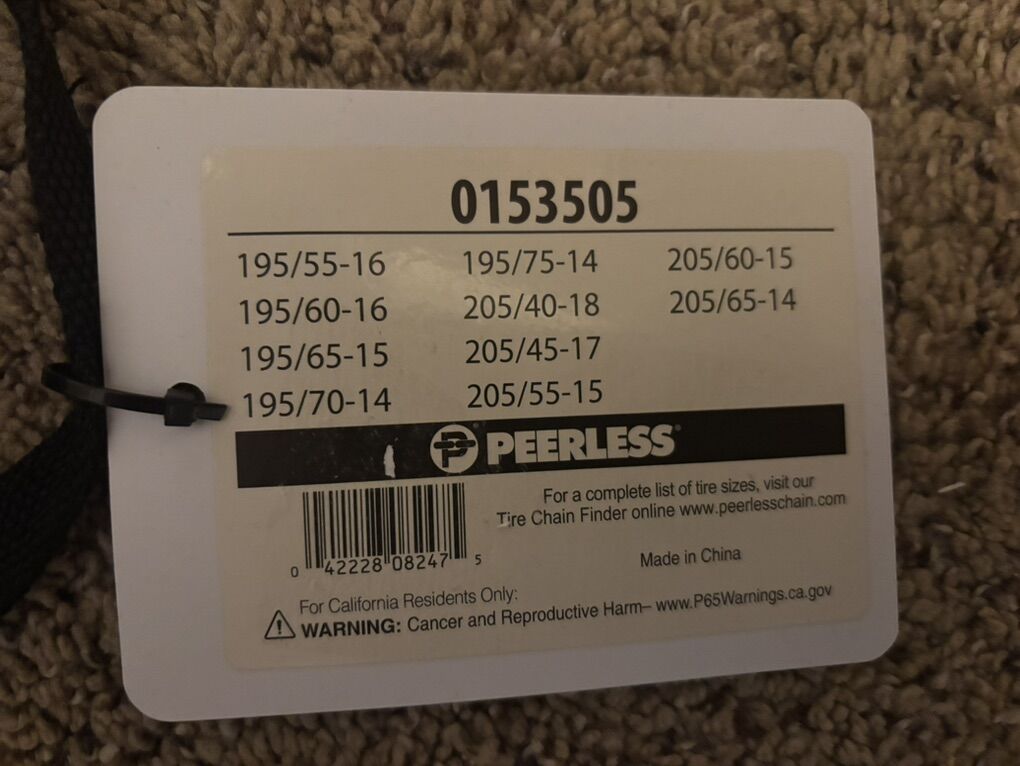 0153505
195/55-16 195/75-14 205/60-15
195/60-16 205/40-18 205/65-14
195/65-15 205/45-17
195/70-14 205/55-15
PEERLESS®
For a complete list of tire sizes, visit our
Tire Chain Finder online www.peerlesschain.com
0 42228 08247 5
Made in China
For California Residents Only:
WARNING: Cancer and Reproductive Harm– www.P65Warnings.ca.gov